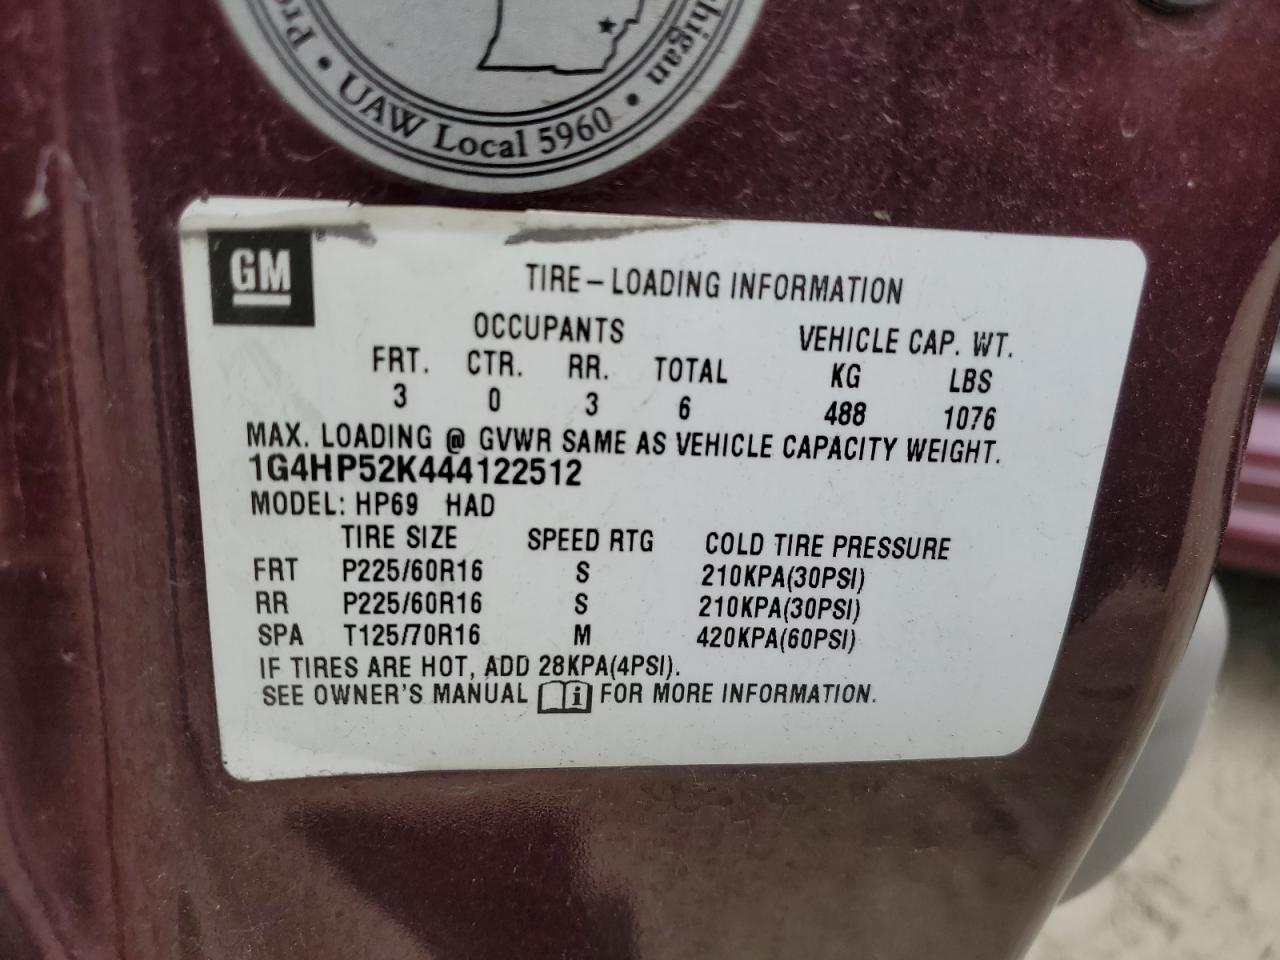 chigan
Pro
• UAW Local 5960 •
GM
TIRE – LOADING INFORMATION
OCCUPANTS VEHICLE CAP. WT.
FRT. CTR. RR. TOTAL KG LBS
3 0 3 6 488 1076
MAX. LOADING @ GVWR SAME AS VEHICLE CAPACITY WEIGHT.
1G4HP52K444122512
MODEL: HP69 HAD
TIRE SIZE SPEED RTG COLD TIRE PRESSURE
FRT P225/60R16 S 210KPA(30PSI)
RR P225/60R16 S 210KPA(30PSI)
SPA T125/70R16 M 420KPA(60PSI)
IF TIRES ARE HOT, ADD 28KPA(4PSI).
SEE OWNER'S MANUAL i FOR MORE INFORMATION.